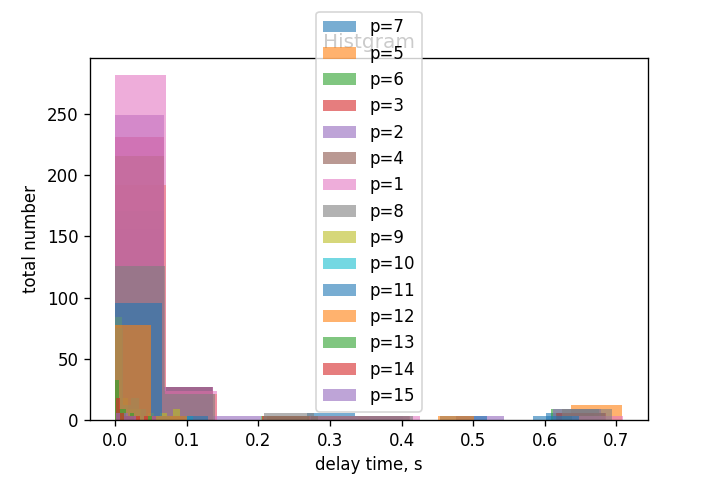 Histgram
p=7
p=5
p=6
p=3
p=2
p=4
p=1
p=8
p=9
p=10
p=11
p=12
p=13
p=14
p=15
total number
250
200
150
100
50
0
0.0 0.1 0.2 0.3 0.4 0.5 0.6 0.7
delay time, s